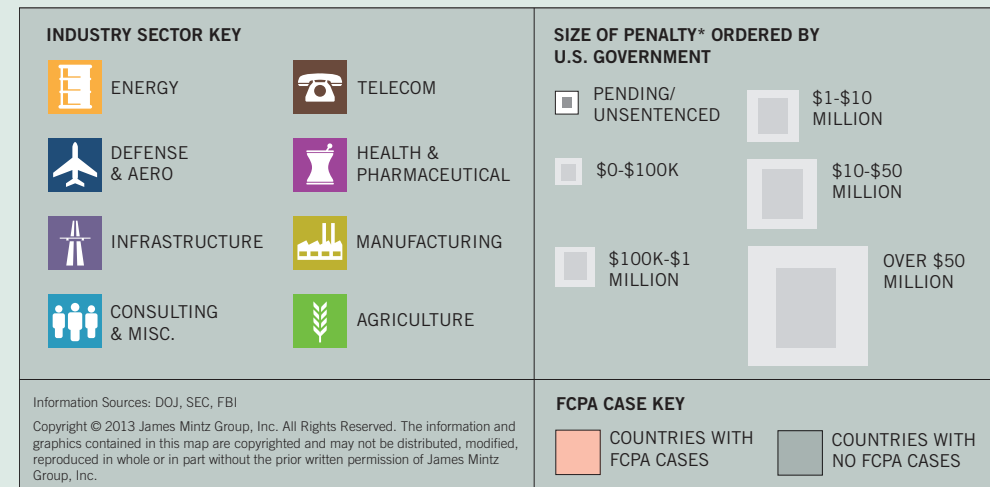 INDUSTRY SECTOR KEY
ENERGY
TELECOM
DEFENSE
& AERO
HEALTH &
PHARMACEUTICAL
INFRASTRUCTURE
MANUFACTURING
CONSULTING
& MISC.
AGRICULTURE
SIZE OF PENALTY* ORDERED BY
U.S. GOVERNMENT
PENDING/
UNSENTENCED
$1-$10
MILLION
$0-$100K
$10-$50
MILLION
$100K-$1
MILLION
OVER $50
MILLION
Information Sources: DOJ, SEC, FBI
Copyright © 2013 James Mintz Group, Inc. All Rights Reserved. The information and
graphics contained in this map are copyrighted and may not be distributed, modified,
reproduced in whole or in part without the prior written permission of James Mintz
Group, Inc.
FCPA CASE KEY
COUNTRIES WITH
FCPA CASES
COUNTRIES WITH
NO FCPA CASES